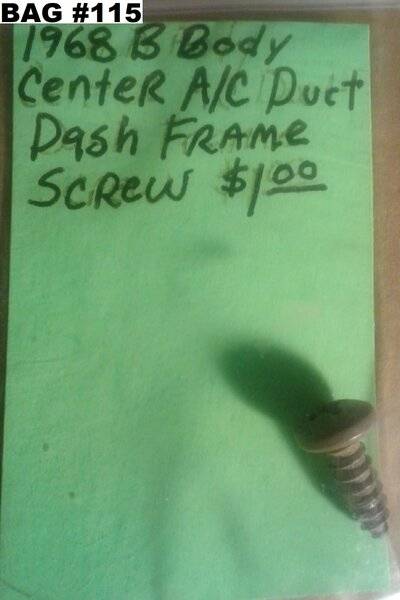 BAG #115
1968 B Body
Center A/C Duct
Dash Frame
Screw $1.00